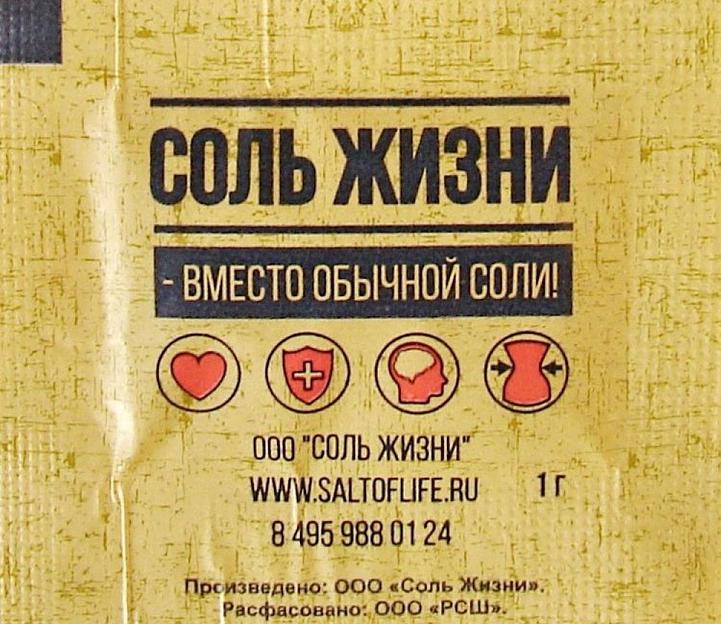 СОЛЬ ЖИЗНИ
- ВМЕСТО ОБЫЧНОЙ СОЛИ!
ООО "СОЛЬ ЖИЗНИ"
WWW.SALTOFLIFE.RU 1 г
8 495 988 01 24
Произведено: ООО «Соль Жизни».
Расфасовано: ООО «РСШ».